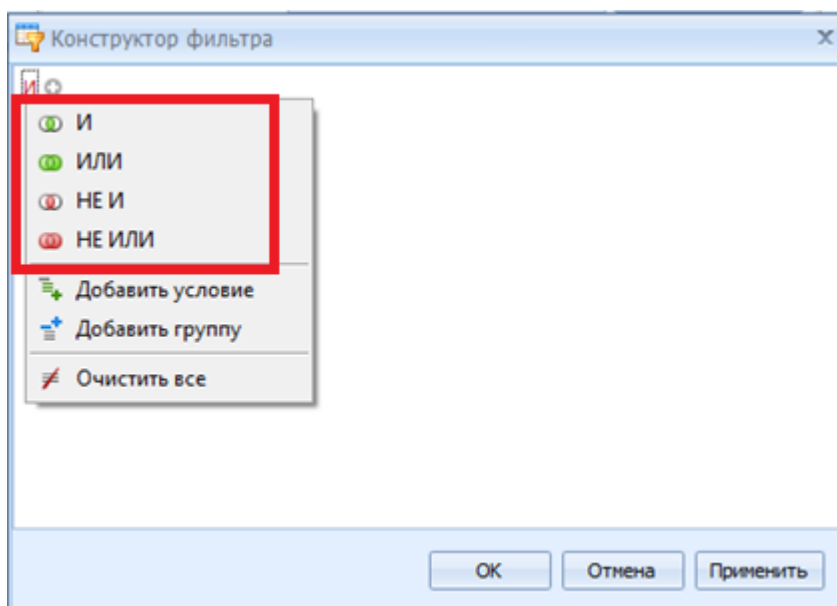 Конструктор фильтра
И
И
ИЛИ
НЕ И
НЕ ИЛИ
Добавить условие
Добавить группу
Очистить все
ОК Отмена Применить